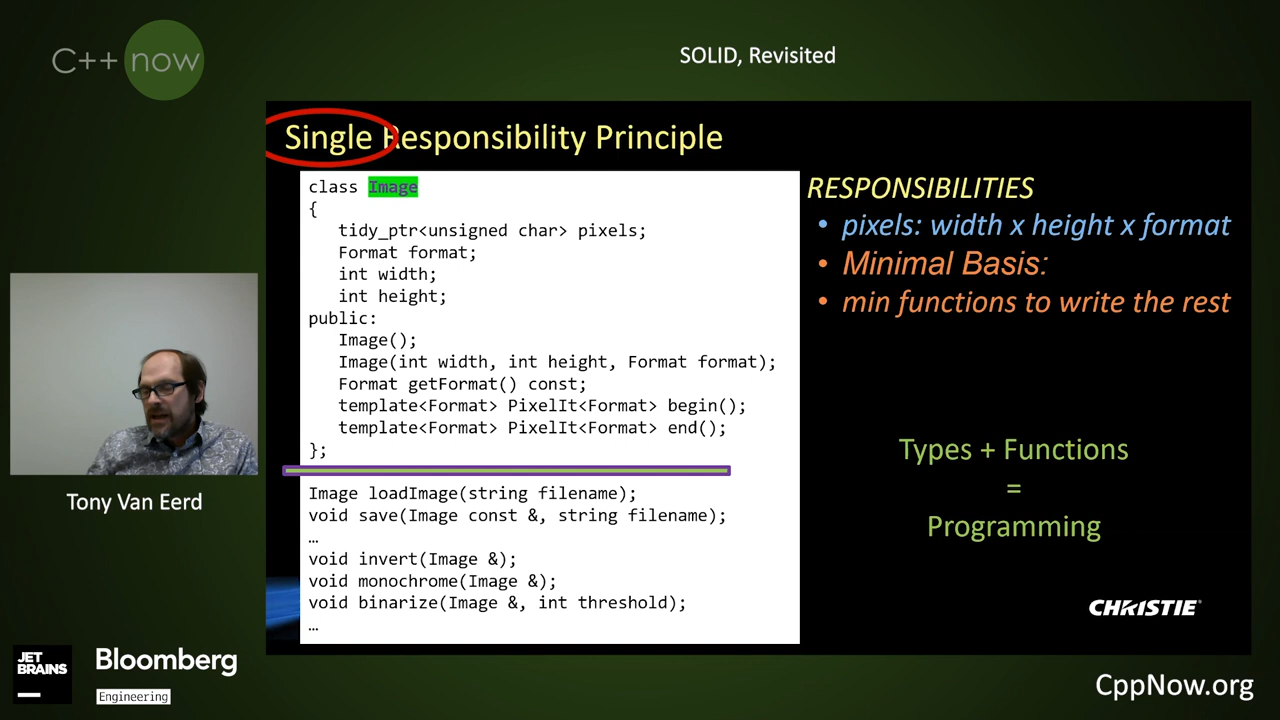 C++ now
SOLID, Revisited
Single Responsibility Principle
class Image
{
tidy_ptr<unsigned char> pixels;
Format format;
int width;
int height;
public:
Image();
Image(int width, int height, Format format);
Format getFormat() const;
template<Format> PixelIt<Format> begin();
template<Format> PixelIt<Format> end();
};
Image loadImage(string filename);
void save(Image const &, string filename);
…
void invert(Image &);
void monochrome(Image &);
void binarize(Image &, int threshold);
…
RESPONSIBILITIES
• pixels: width x height x format
• Minimal Basis:
• min functions to write the rest
Types + Functions
=
Programming
CHRISTIE
Tony Van Eerd
JET
BRAINS
Bloomberg
Engineering
CppNow.org